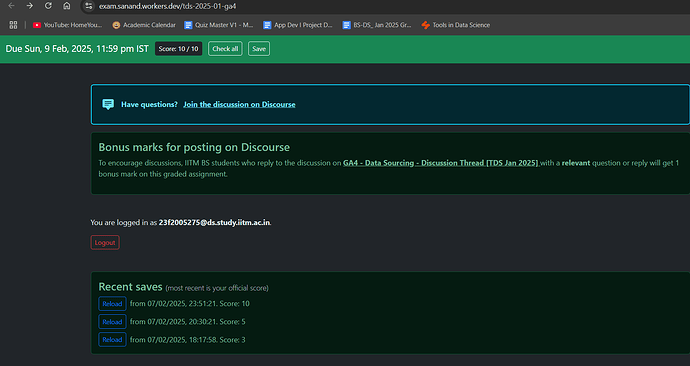 exam.sanand.workers.dev/tds-2025-01-ga4
YouTube: HomeYou... Academic Calendar Quiz Master V1 - M... App Dev I Project D... BS-DS_ Jan 2025 Gr... Tools in Data Science
Due Sun, 9 Feb, 2025, 11:59 pm IST Score: 10 / 10 Check all Save
Have questions? Join the discussion on Discourse
Bonus marks for posting on Discourse
To encourage discussions, IITM BS students who reply to the discussion on GA4 - Data Sourcing - Discussion Thread [TDS Jan 2025] with a relevant question or reply will get 1
bonus mark on this graded assignment.
You are logged in as 23f2005275@ds.study.iitm.ac.in.
Logout
Recent saves (most recent is your official score)
Reload from 07/02/2025, 23:51:21. Score: 10
Reload from 07/02/2025, 20:30:21. Score: 5
Reload from 07/02/2025, 18:17:58. Score: 3